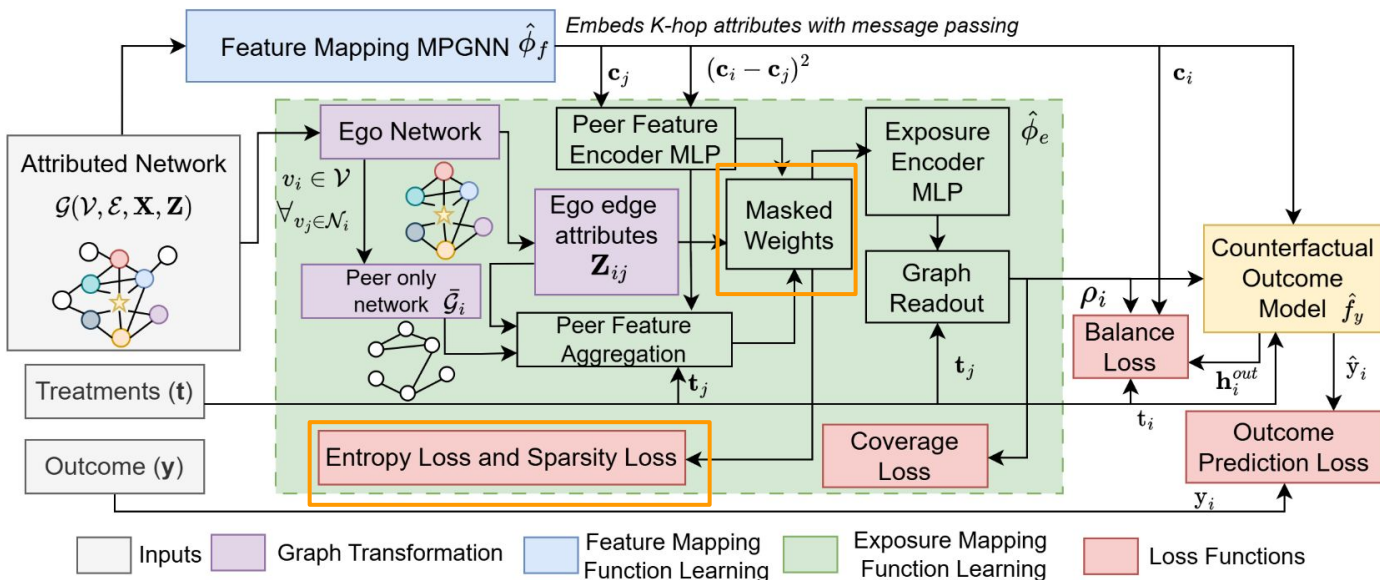 Embeds K-hop attributes with message passing
Feature Mapping MPGNN $\hat{\phi}_f$
$\mathbf{c}_j$
$(\mathbf{c}_i - \mathbf{c}_j)^2$
$\mathbf{c}_i$
Attributed Network
$\mathcal{G}(\mathcal{V}, \mathcal{E}, \mathbf{X}, \mathbf{Z})$
Ego Network
$v_i \in \mathcal{V}$
$\forall_{v_j \in \mathcal{N}_i}$
Peer only
network $\bar{\mathcal{G}}_i$
Ego edge
attributes
$\mathbf{Z}_{ij}$
Peer Feature
Encoder MLP
Peer Feature
Aggregation
$\mathbf{t}_j$
Masked
Weights
Exposure
Encoder
MLP
$\hat{\phi}_e$
Graph
Readout
$\mathbf{t}_j$
$\boldsymbol{\rho}_i$
Balance
Loss
$\mathrm{t}_i$
Counterfactual
Outcome
Model $\hat{f}_y$
$\mathbf{h}_i^{out}$
$\hat{\mathrm{y}}_i$
Treatments (t)
Outcome (y)
Entropy Loss and Sparsity Loss
Coverage
Loss
Outcome
Prediction Loss
$\mathrm{y}_i$
Inputs
Graph Transformation
Feature Mapping
Function Learning
Exposure Mapping
Function Learning
Loss Functions